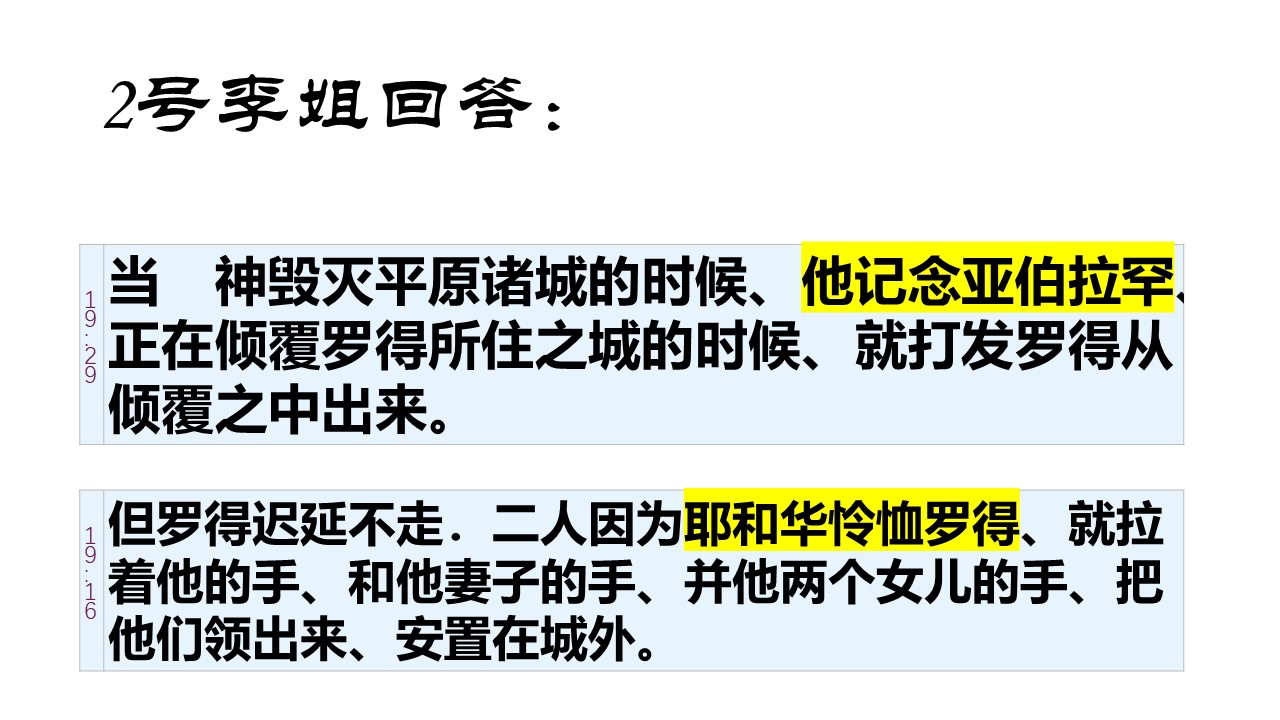 2号李姐回答：
19:29
当　神毁灭平原诸城的时候、他记念亚伯拉罕、
正在倾覆罗得所住之城的时候、就打发罗得从
倾覆之中出来。
19:16
但罗得迟延不走．二人因为耶和华怜恤罗得、就拉
着他的手、和他妻子的手、并他两个女儿的手、把
他们领出来、安置在城外。